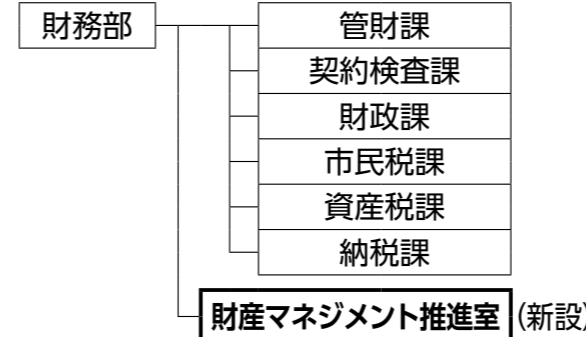 財務部
管財課
契約検査課
財政課
市民税課
資産税課
納税課
財産マネジメント推進室 (新設)